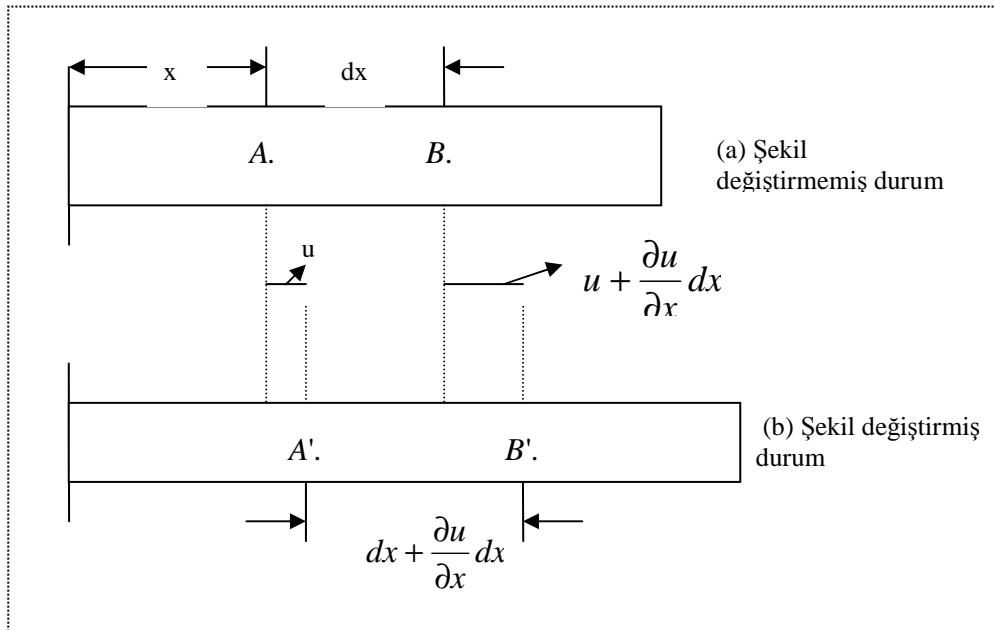 x
dx
A.
B.
(a) Şekil
değiştirmemiş durum
u
u + ∂u/∂x dx
A'.
B'.
(b) Şekil değiştirmiş
durum
dx + ∂u/∂x dx